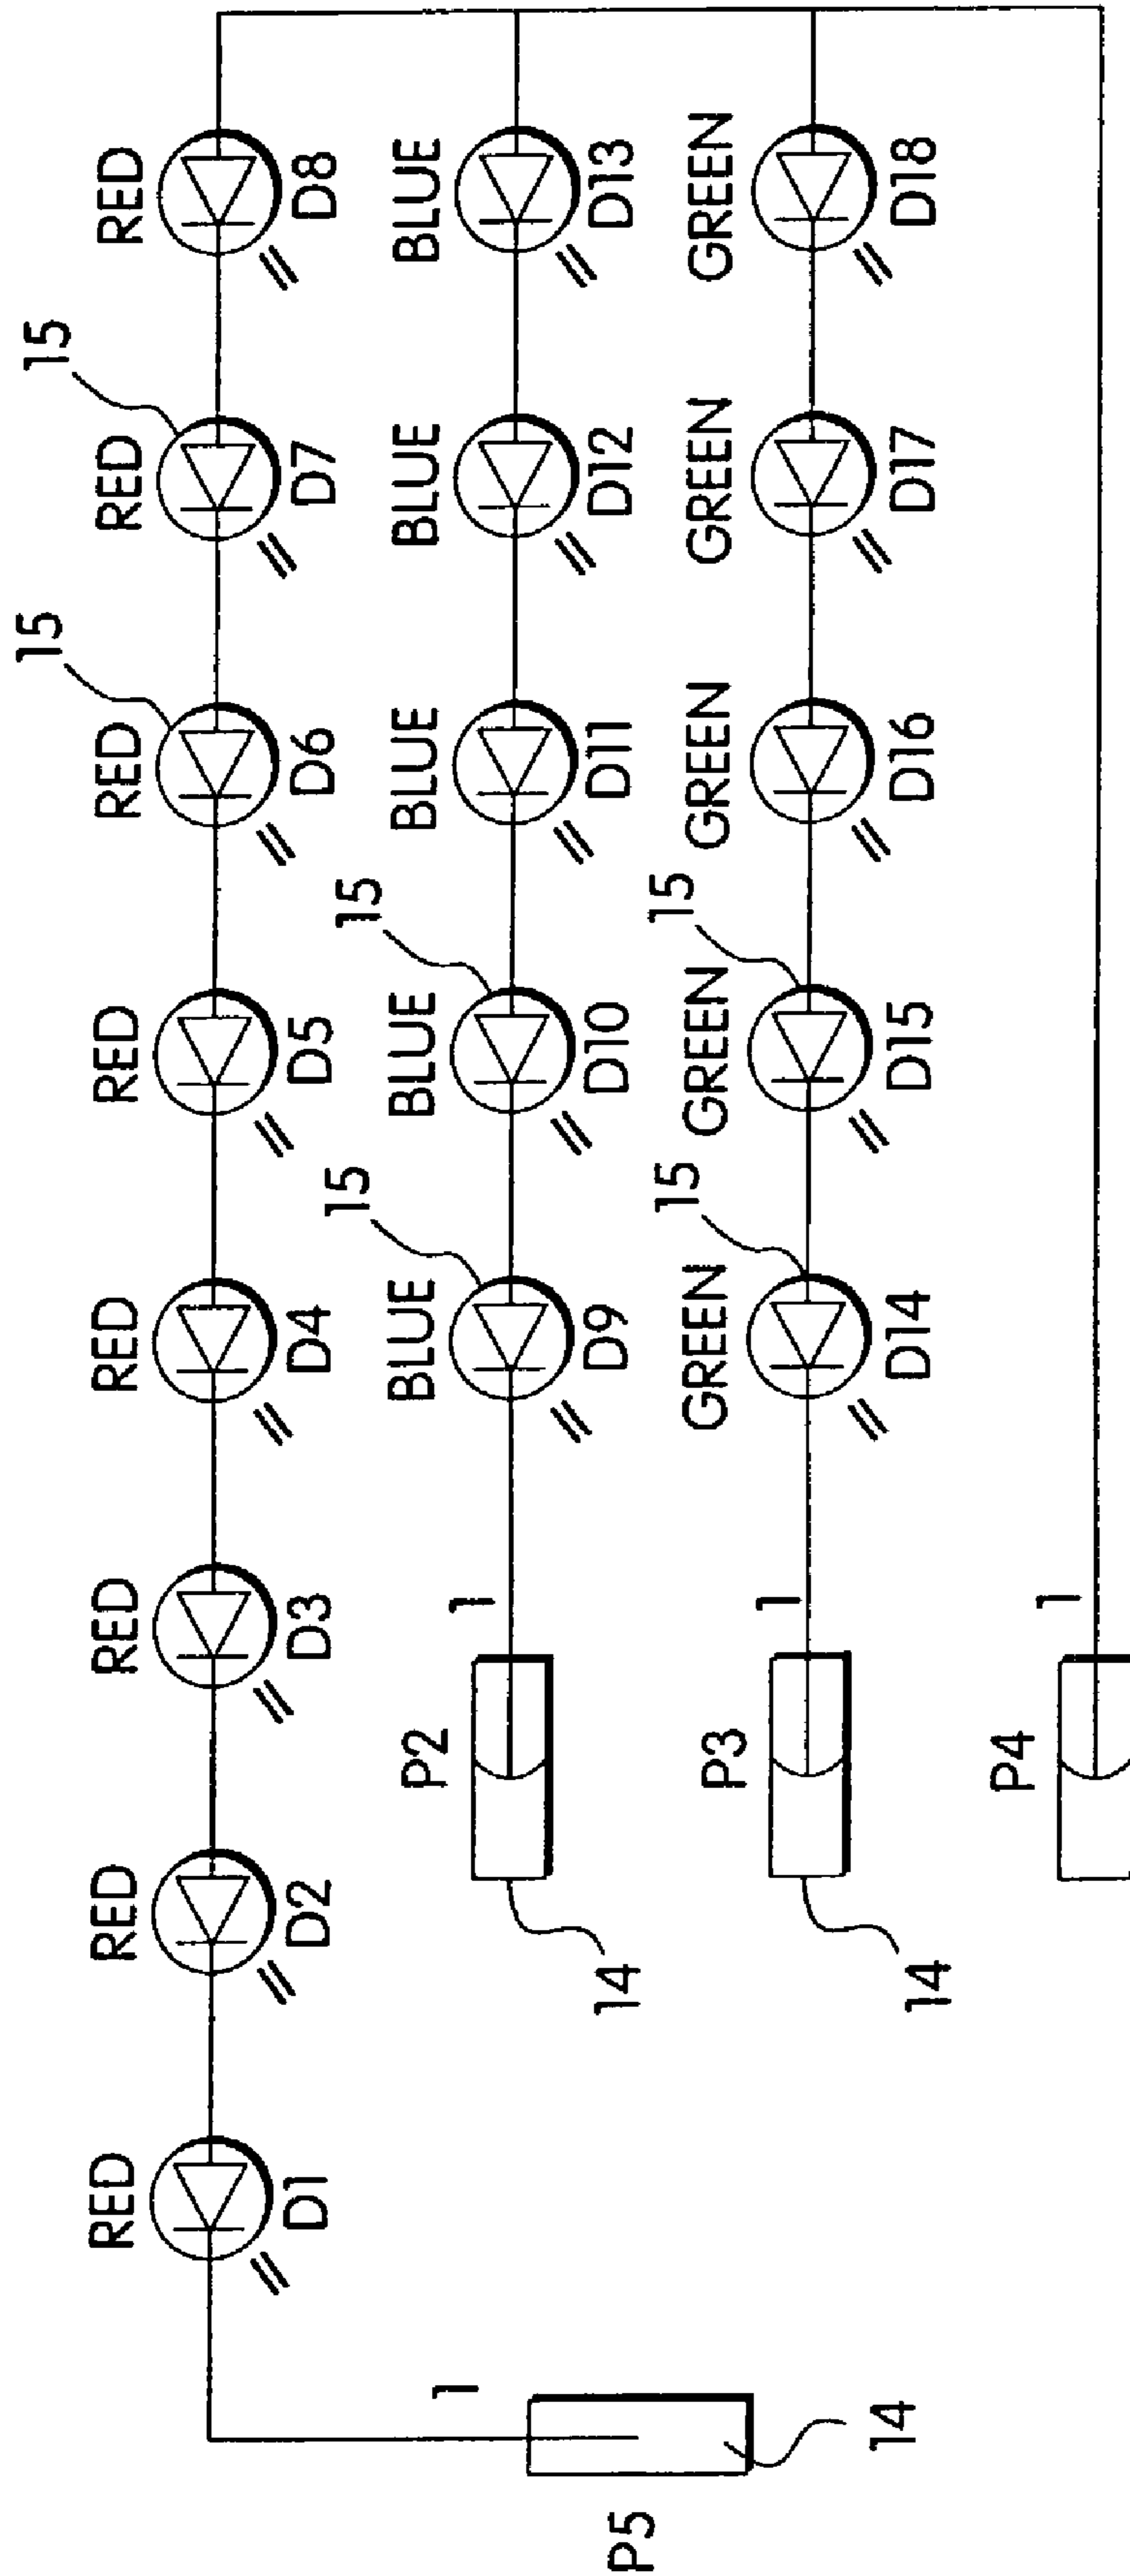 15
15
RED
RED
RED
RED
RED
RED
RED
RED
D1
D2
D3
D4
D5
D6
D7
D8
15
15
BLUE
BLUE
BLUE
BLUE
BLUE
P5
1
P2
1
D9
D10
D11
D12
D13
14
15
15
GREEN
GREEN
GREEN
GREEN
GREEN
P3
1
D14
D15
D16
D17
D18
14
14
P4
1